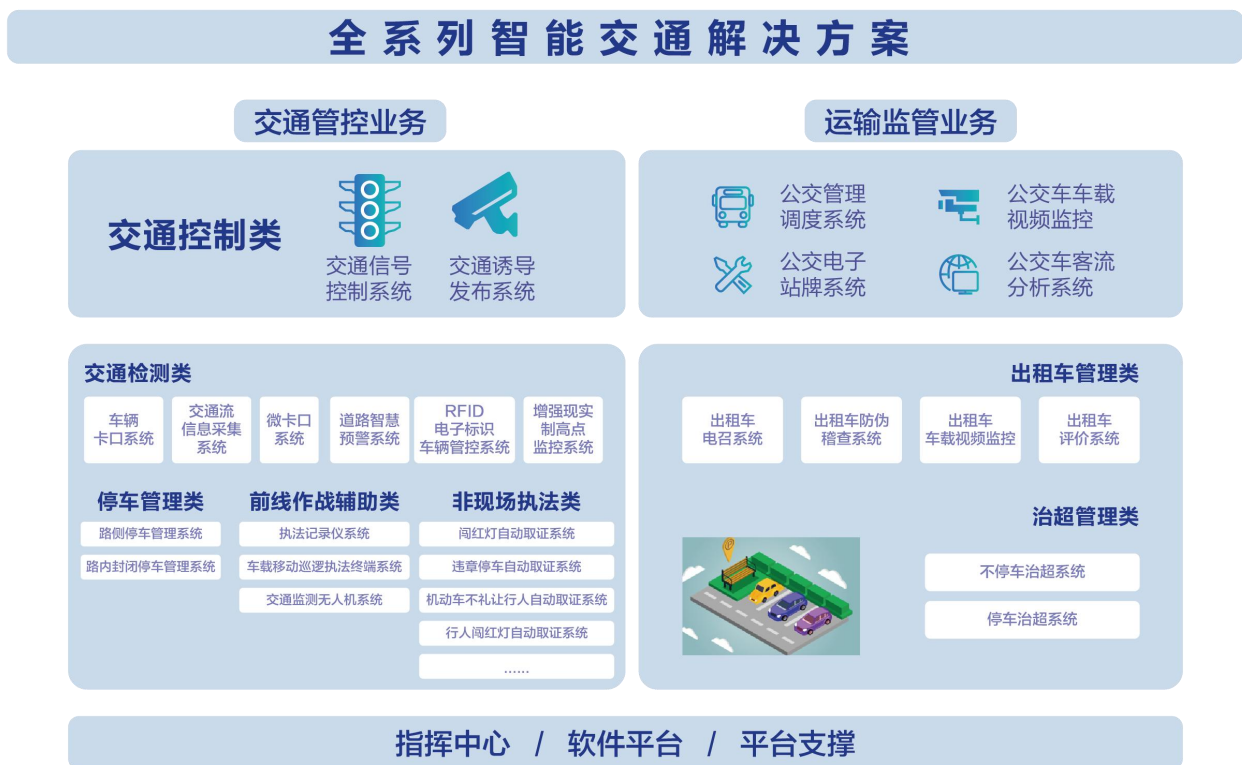 全系列智能交通解决方案
交通管控业务
交通控制类
交通信号
控制系统
交通诱导
发布系统
交通检测类
车辆
卡口系统
交通流
信息采集
系统
微卡口
系统
道路智慧
预警系统
RFID
电子标识
车辆管控系统
增强现实
制高点
监控系统
停车管理类
路侧停车管理系统
路内封闭停车管理系统
前线作战辅助类
执法记录仪系统
车载移动巡逻执法终端系统
交通监测无人机系统
非现场执法类
闯红灯自动取证系统
违章停车自动取证系统
机动车不礼让行人自动取证系统
行人闯红灯自动取证系统
......
运输监管业务
公交管理
调度系统
公交车车载
视频监控
公交电子
站牌系统
公交车客流
分析系统
出租车管理类
出租车
电召系统
出租车防伪
稽查系统
出租车
车载视频监控
出租车
评价系统
治超管理类
不停车治超系统
停车治超系统
指挥中心 / 软件平台 / 平台支撑